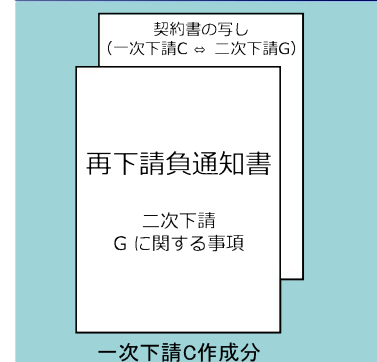 契約書の写し
（一次下請C ⇔ 二次下請G）
再下請負通知書
二次下請
G に関する事項
一次下請C作成分